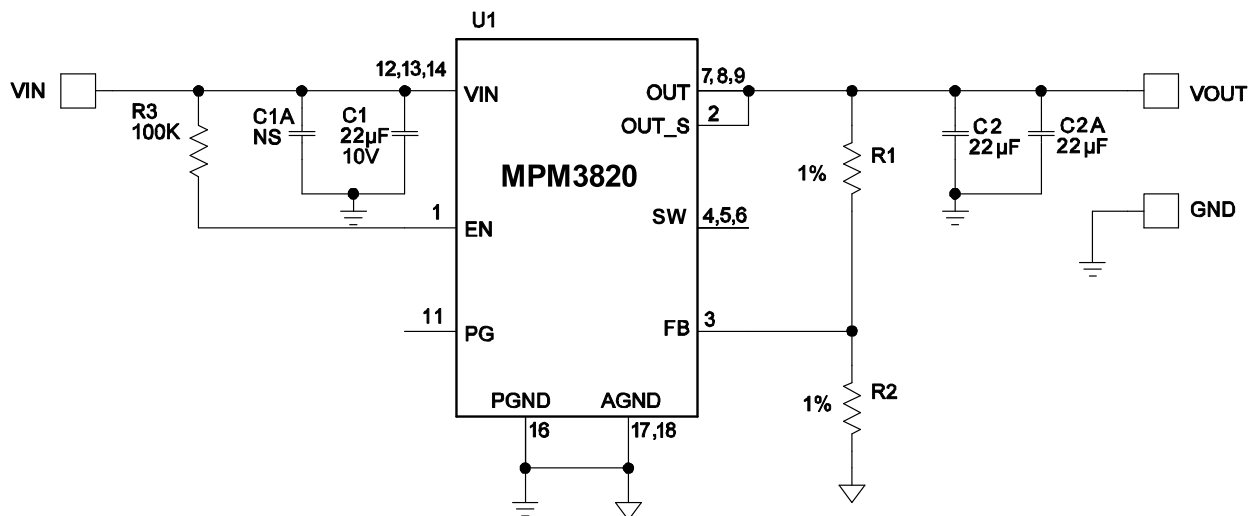 U1
12,13,14
7,8,9
VIN
VIN
OUT
VOUT
R3
100K
C1A
NS
C1
22µF
10V
2
OUT_S
C2
22µF
C2A
22µF
MPM3820
1%
R1
1
EN
SW
4,5,6
GND
11
PG
FB
3
1%
R2
PGND
AGND
16
17,18